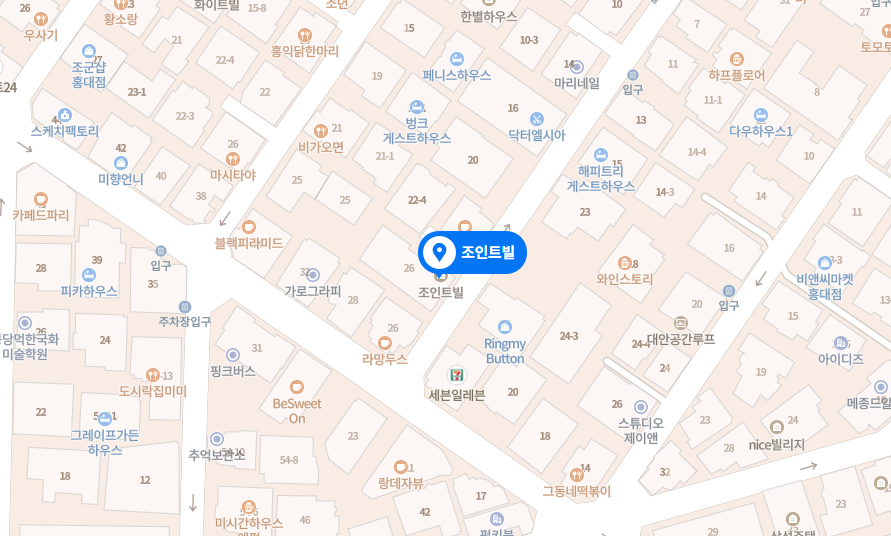 26
우사기
황소랑
화이트빌
15-8
소년
한별하우스
10
입구
27
토모토
7
15
10-3
21
22-4
홍익닭한마리
조군샵
홍대점
트24
23-1
22
19
페니스하우스
14
마리네일
입구
11
하프플로어
11-1
8
스케치팩토리
22-3
벙크
게스트하우스
16
닥터엘시아
13
다우하우스1
42
미향언니
40
26
마시타야
21
비가오면
21-1
20
해피트리
게스트하우스
15
14-4
10
38
25
25
22-4
23
14-3
14
11
카페드파리
블랙피라미드
조인트빌
16
28
39
피카하우스
입구
35
가로그라피
26
조인트빌
와인스토리
비앤씨마켓
홍대점
20
입구
주차장입구
28
26
라땅두스
15
13-
미술학원
24
31
핑크버스
Ringmy
Button
24-3
대안공간루프
24
아이디즈
도시락집미미
-13
세븐일레븐
20
26
19
BeSweet
On
스튜디오
제이앤
23
24
22
그레이프가든
하우스
23
18
28
nice빌리지
추억보관소
54-8
18
12
랑데자뷰
14
그동네떡볶이
32
17
42
미시간하우스
46
29
23